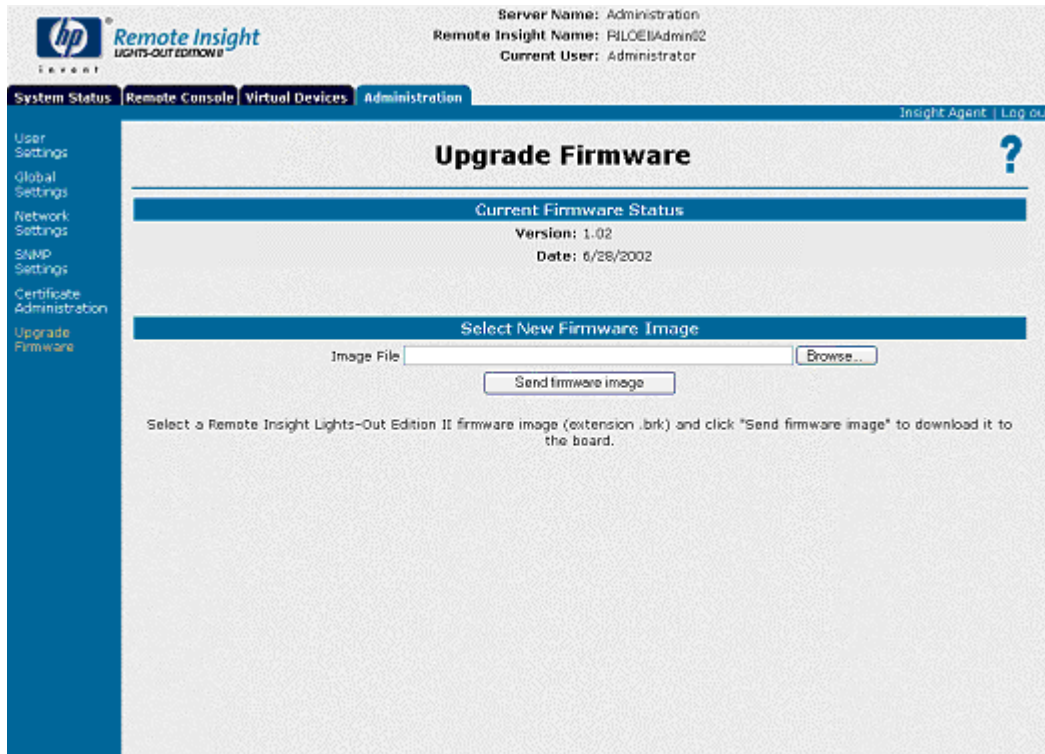 Server Name: Administration
Remote Insight Name: RILOEIIAdmin02
Current User: Administrator
hp
invent
Remote Insight
LIGHTS-OUT EDITION II
System Status
Remote Console
Virtual Devices
Administration
Insight Agent | Log ou
User
Settings
Global
Settings
Network
Settings
SNMP
Settings
Certificate
Administration
Upgrade
Firmware
Upgrade Firmware
?
Current Firmware Status
Version: 1.02
Date: 6/28/2002
Select New Firmware Image
Image File
Browse...
Send firmware image
Select a Remote Insight Lights-Out Edition II firmware image (extension .brk) and click "Send firmware image" to download it to
the board.